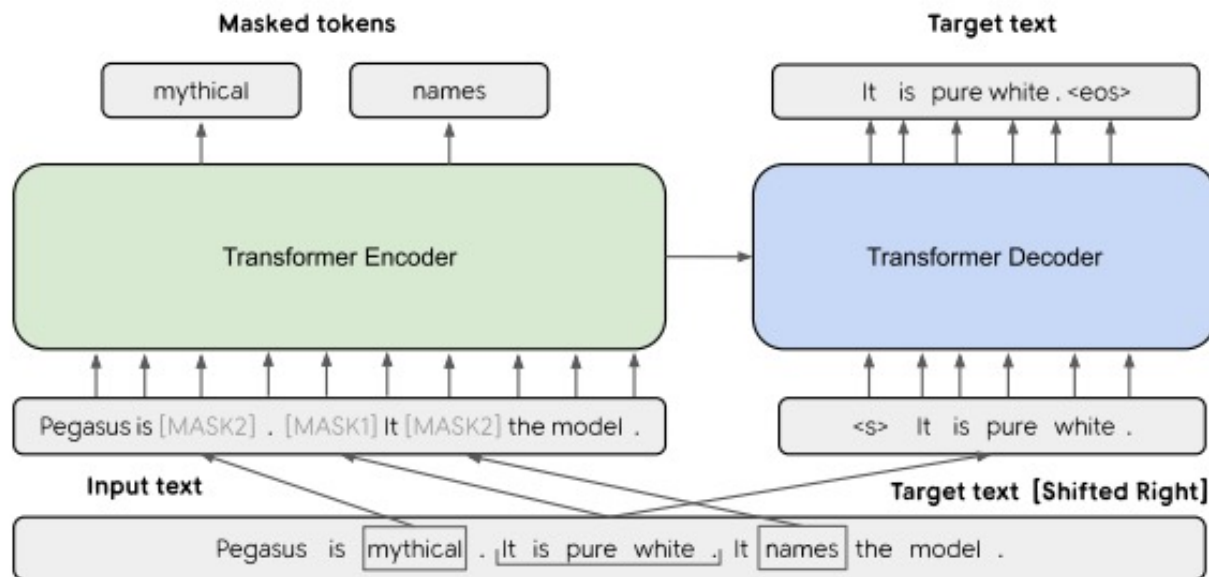 Masked tokens
Target text
mythical
names
It is pure white . <eos>
Transformer Encoder
Transformer Decoder
Pegasus is [MASK2] . [MASK1] It [MASK2] the model .
<s> It is pure white .
Input text
Target text [Shifted Right]
Pegasus is mythical . It is pure white . It names the model .